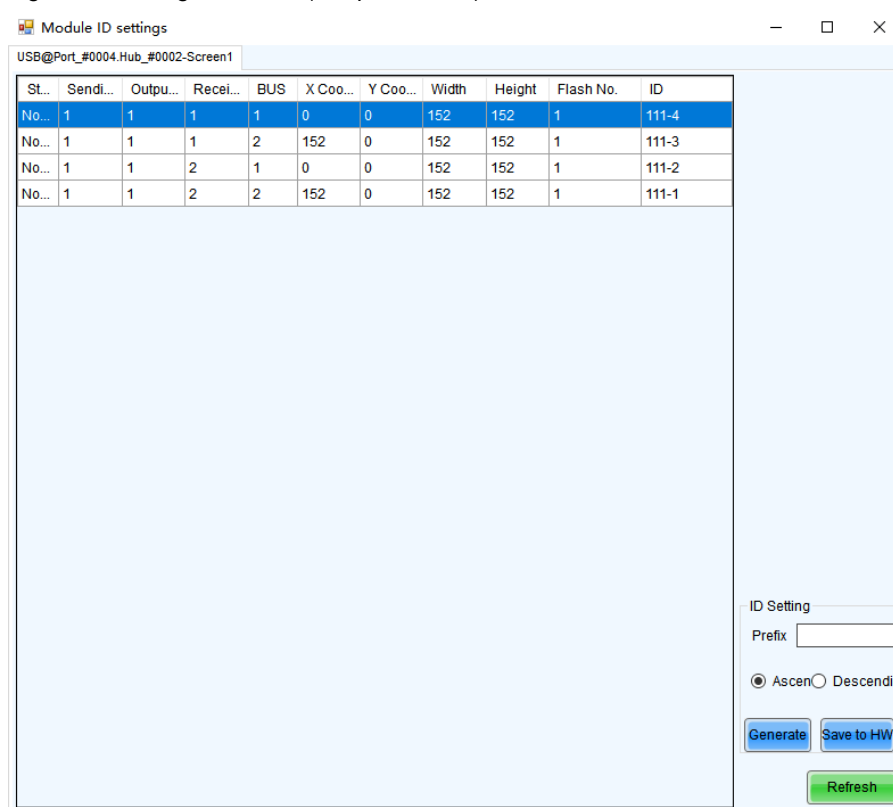 Module ID settings
USB@Port_#0004.Hub_#0002-Screen1
St... Sendi... Outpu... Recei... BUS X Coo... Y Coo... Width Height Flash No. ID
No... 1 1 1 1 0 0 152 152 1 111-4
No... 1 1 1 2 152 0 152 152 1 111-3
No... 1 1 2 1 0 0 152 152 1 111-2
No... 1 1 2 2 152 0 152 152 1 111-1
ID Setting
Prefix
Ascen Descendi
Generate Save to HW
Refresh